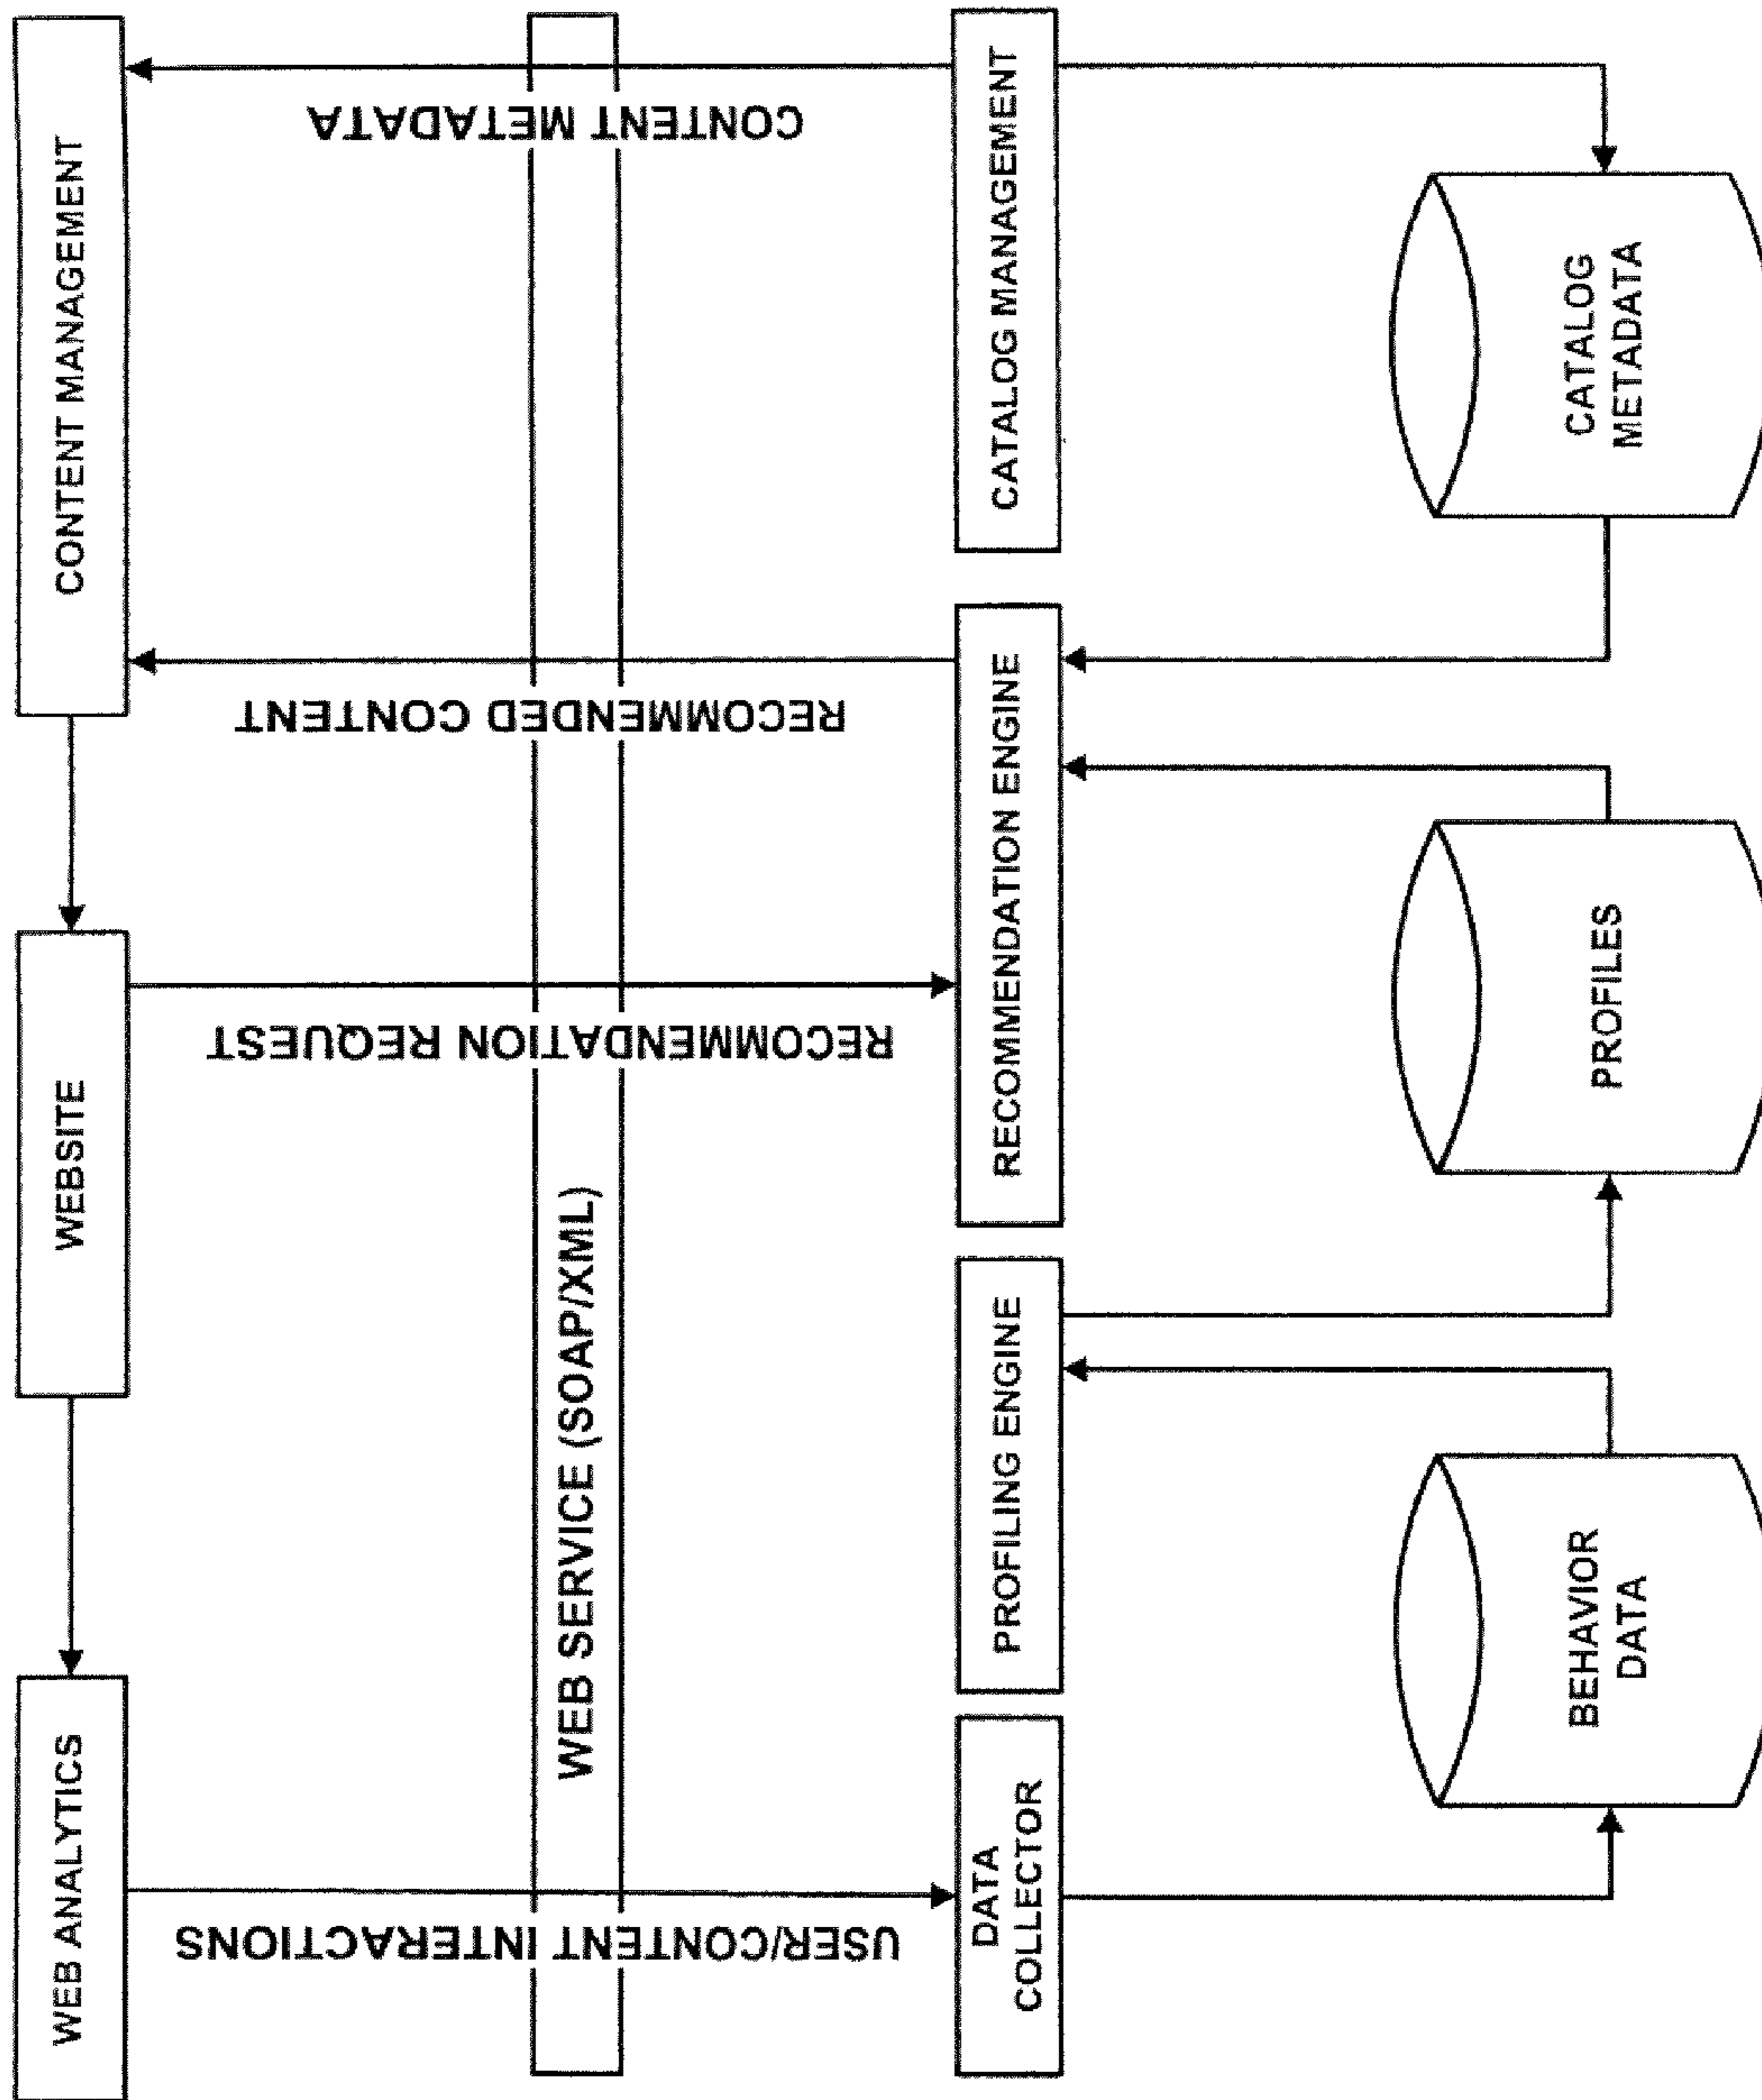 WEB ANALYTICS
WEBSITE
CONTENT MANAGEMENT
USER/CONTENT INTERACTIONS
RECOMMENDATION REQUEST
RECOMMENDED CONTENT
CONTENT METADATA
WEB SERVICE (SOAP/XML)
DATA
COLLECTOR
PROFILING ENGINE
RECOMMENDATION ENGINE
CATALOG MANAGEMENT
BEHAVIOR
DATA
PROFILES
CATALOG
METADATA